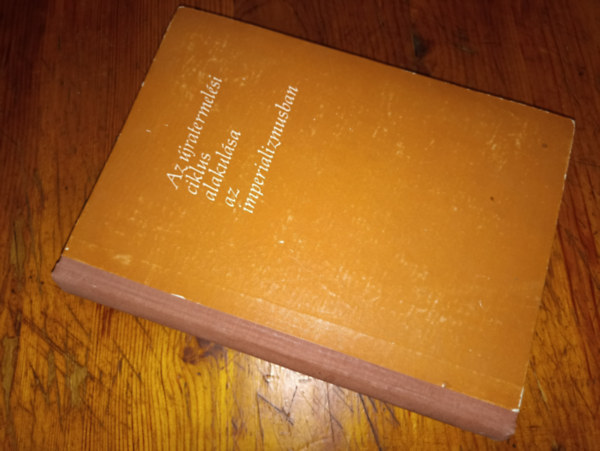 Az újratermelési
ciklus
alakulása
az
imperializmusban